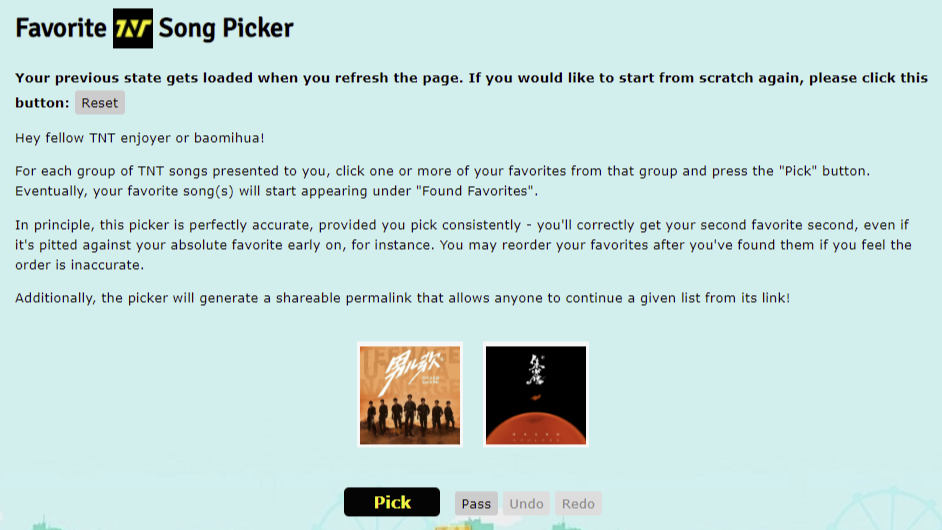 Favorite TNT Song Picker
Your previous state gets loaded when you refresh the page. If you would like to start from scratch again, please click this
button: Reset
Hey fellow TNT enjoyer or baomihua!
For each group of TNT songs presented to you, click one or more of your favorites from that group and press the "Pick" button.
Eventually, your favorite song(s) will start appearing under "Found Favorites".
In principle, this picker is perfectly accurate, provided you pick consistently - you'll correctly get your second favorite second, even if
it's pitted against your absolute favorite early on, for instance. You may reorder your favorites after you've found them if you feel the
order is inaccurate.
Additionally, the picker will generate a shareable permalink that allows anyone to continue a given list from its link!
男儿歌
Pick Pass Undo Redo